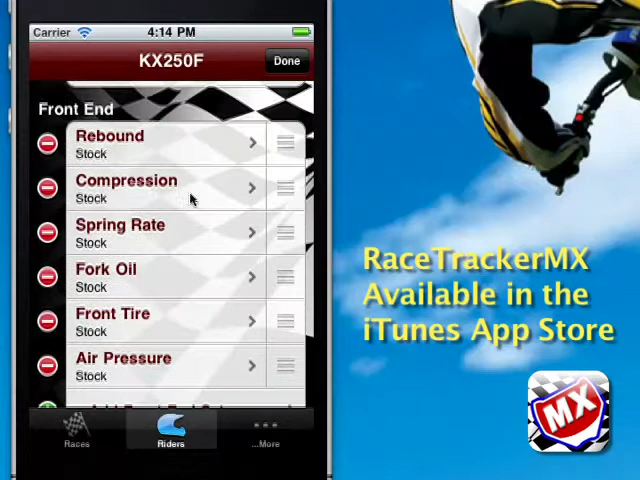 Carrier 4:14 PM
KX250F Done
Front End
Rebound
Stock
Compression
Stock
Spring Rate
Stock
Fork Oil
Stock
Front Tire
Stock
Air Pressure
Stock
Races Riders ...More
RaceTrackerMX
Available in the
iTunes App Store
MX